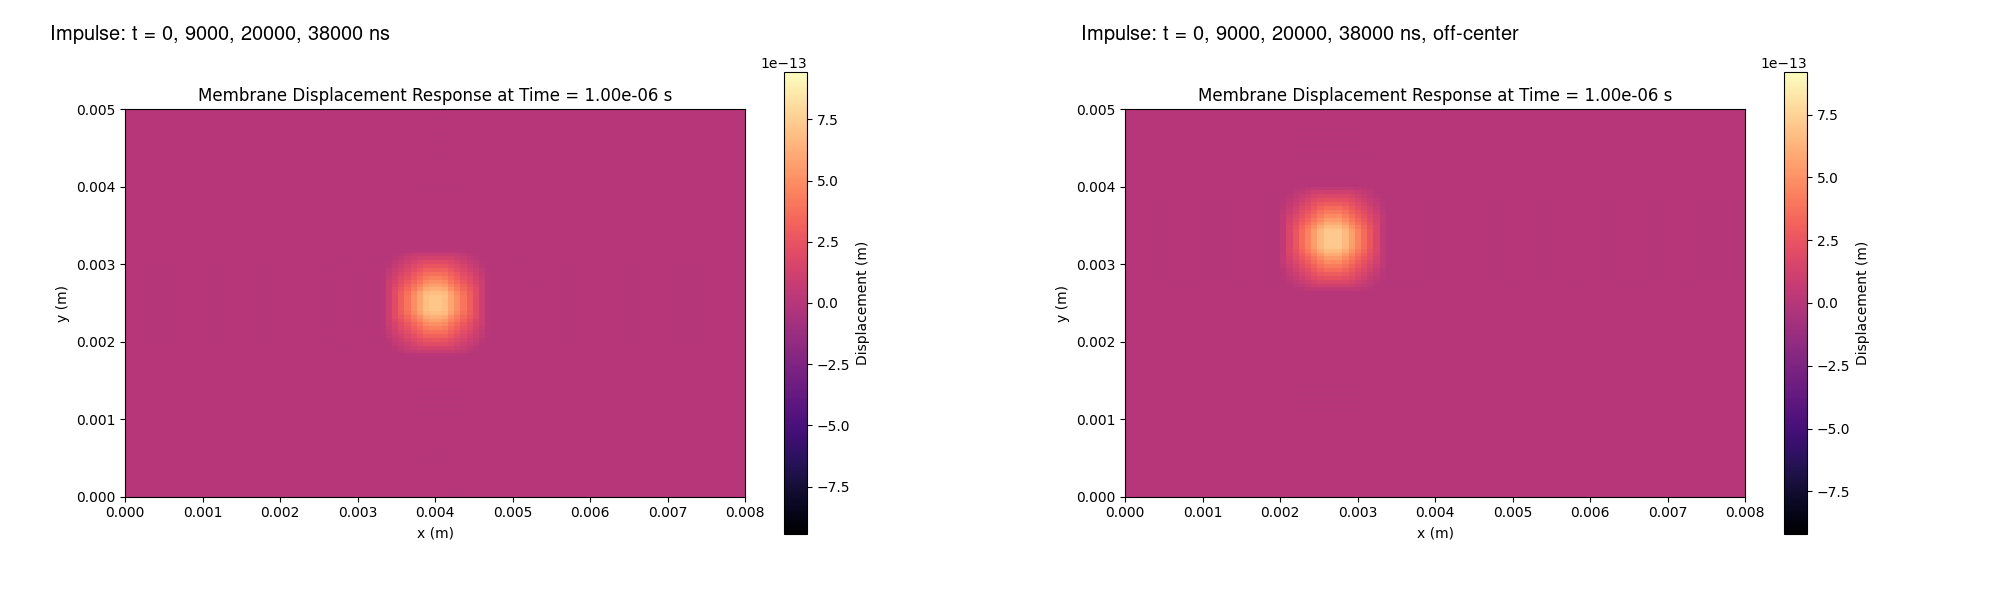 Impulse: t = 0, 9000, 20000, 38000 ns
1e−13
Membrane Displacement Response at Time = 1.00e-06 s
0.005
0.004
0.003
0.002
0.001
0.000
y (m)
0.000 0.001 0.002 0.003 0.004 0.005 0.006 0.007 0.008
x (m)
7.5
5.0
2.5
0.0
−2.5
−5.0
−7.5
Displacement (m)
Impulse: t = 0, 9000, 20000, 38000 ns, off-center
1e−13
Membrane Displacement Response at Time = 1.00e-06 s
0.005
0.004
0.003
0.002
0.001
0.000
y (m)
0.000 0.001 0.002 0.003 0.004 0.005 0.006 0.007 0.008
x (m)
7.5
5.0
2.5
0.0
−2.5
−5.0
−7.5
Displacement (m)